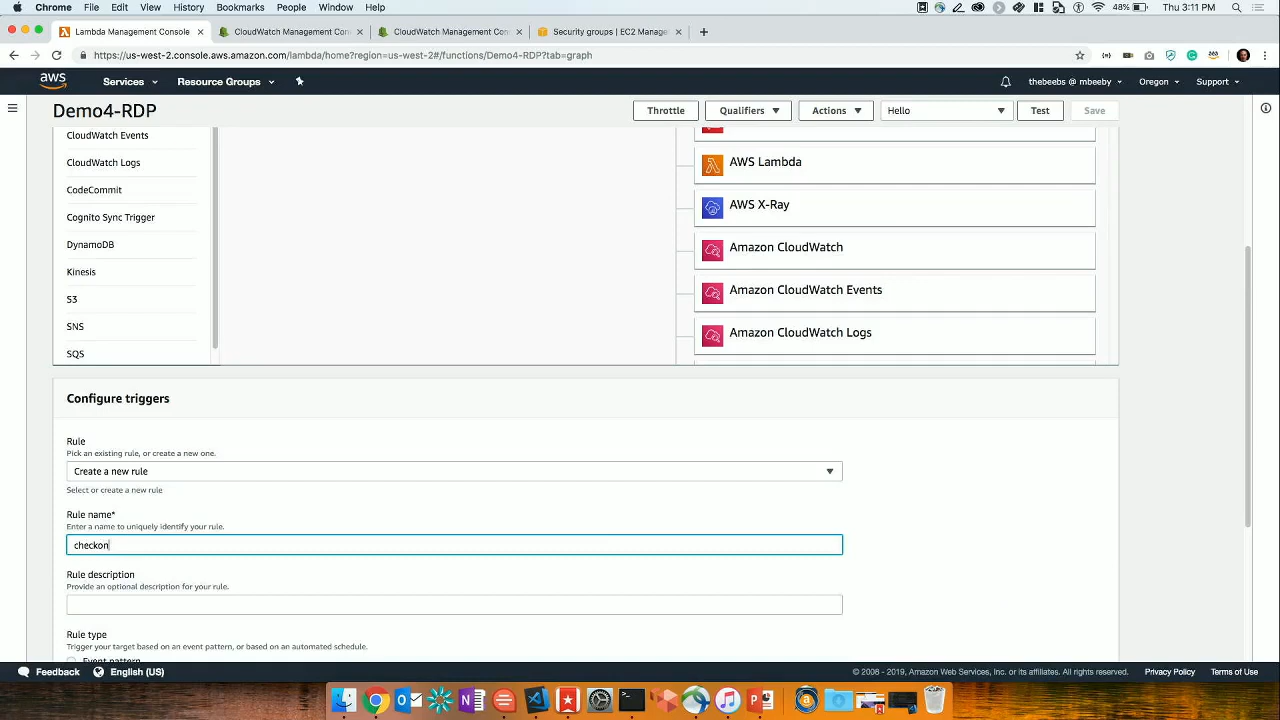 Chrome File Edit View History Bookmarks People Window Help 48% Thu 3:11 PM
Lambda Management Console CloudWatch Management Con CloudWatch Management Con Security groups | EC2 Manage
https://us-west-2.console.aws.amazon.com/lambda/home?region=us-west-2#/functions/Demo4-RDP?tab=graph
aws Services Resource Groups thebeebs @ mbeeby Oregon Support
Demo4-RDP Throttle Qualifiers Actions Hello Test Save
CloudWatch Events
CloudWatch Logs
CodeCommit
Cognito Sync Trigger
DynamoDB
Kinesis
S3
SNS
SQS
AWS Lambda
AWS X-Ray
Amazon CloudWatch
Amazon CloudWatch Events
Amazon CloudWatch Logs
Configure triggers
Rule
Pick an existing rule, or create a new one.
Create a new rule
Select or create a new rule
Rule name*
Enter a name to uniquely identify your rule.
checkon
Rule description
Provide an optional description for your rule.
Rule type
Trigger your target based on an event pattern, or based on an automated schedule.
Event pattern
Feedback English (US) © 2008 - 2019, Amazon Web Services, Inc. or its affiliates. All rights reserved. Privacy Policy Terms of Use